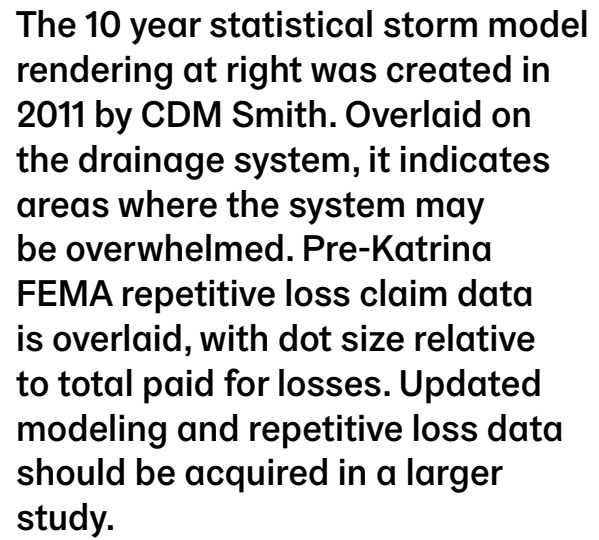 The 10 year statistical storm model
rendering at right was created in
2011 by CDM Smith. Overlaid on
the drainage system, it indicates
areas where the system may
be overwhelmed. Pre-Katrina
FEMA repetitive loss claim data
is overlaid, with dot size relative
to total paid for losses. Updated
modeling and repetitive loss data
should be acquired in a larger
study.